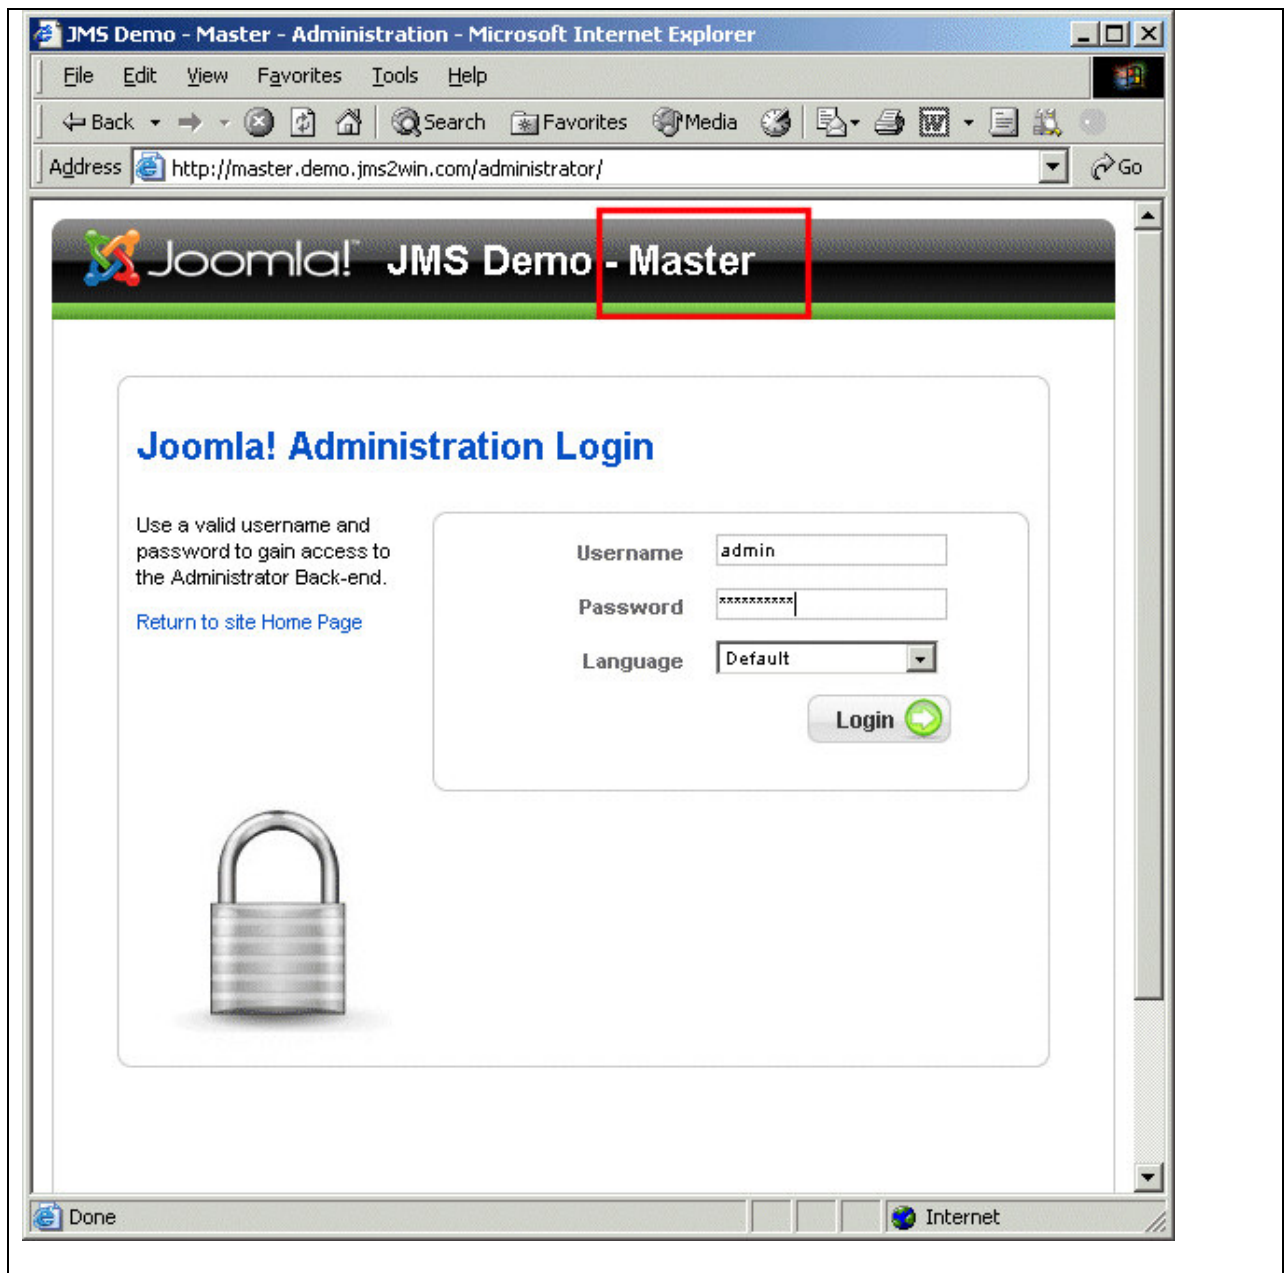 JMS Demo - Master - Administration - Microsoft Internet Explorer
File Edit View Favorites Tools Help
Back Search Favorites Media
Address http://master.demo.jms2win.com/administrator/ Go
Joomla!™ JMS Demo - Master
Joomla! Administration Login
Use a valid username and
password to gain access to
the Administrator Back-end.
Return to site Home Page
Username admin
Password **********
Language Default
Login
Done Internet